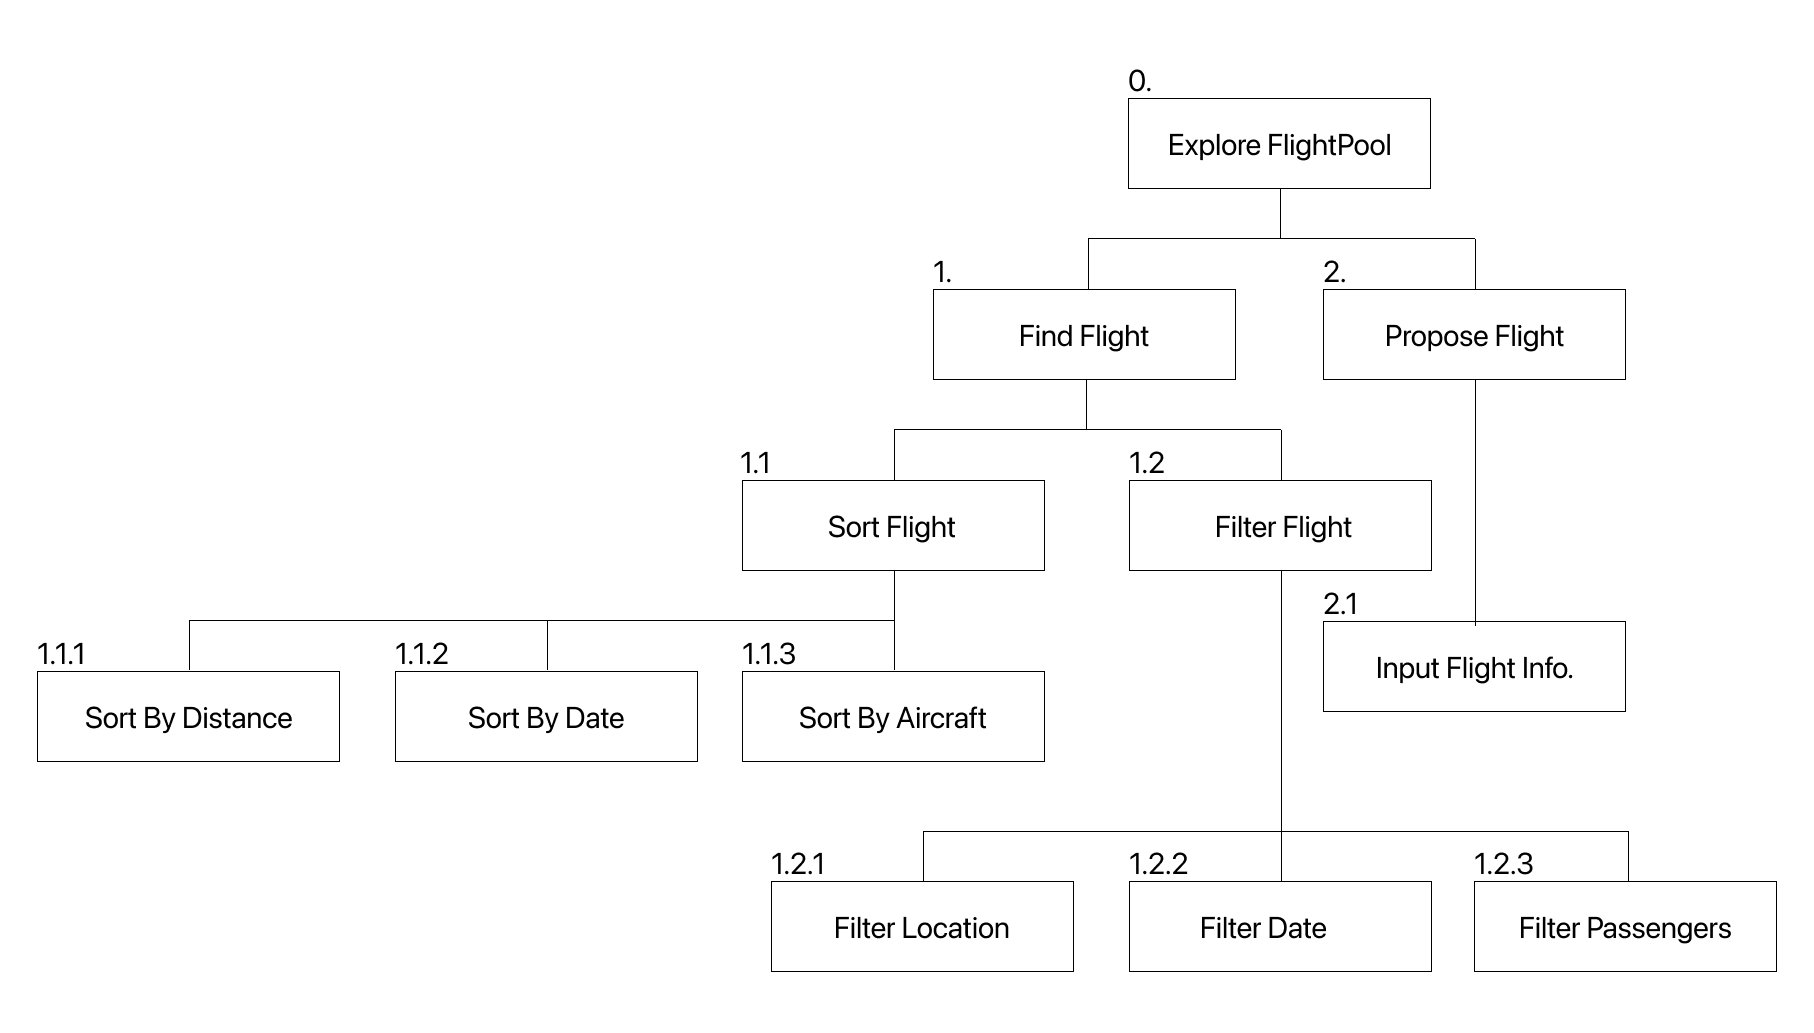 0.
Explore FlightPool
1.
2.
Find Flight
Propose Flight
1.1
1.2
Sort Flight
Filter Flight
2.1
Input Flight Info.
1.1.1
1.1.2
1.1.3
Sort By Distance
Sort By Date
Sort By Aircraft
1.2.1
1.2.2
1.2.3
Filter Location
Filter Date
Filter Passengers